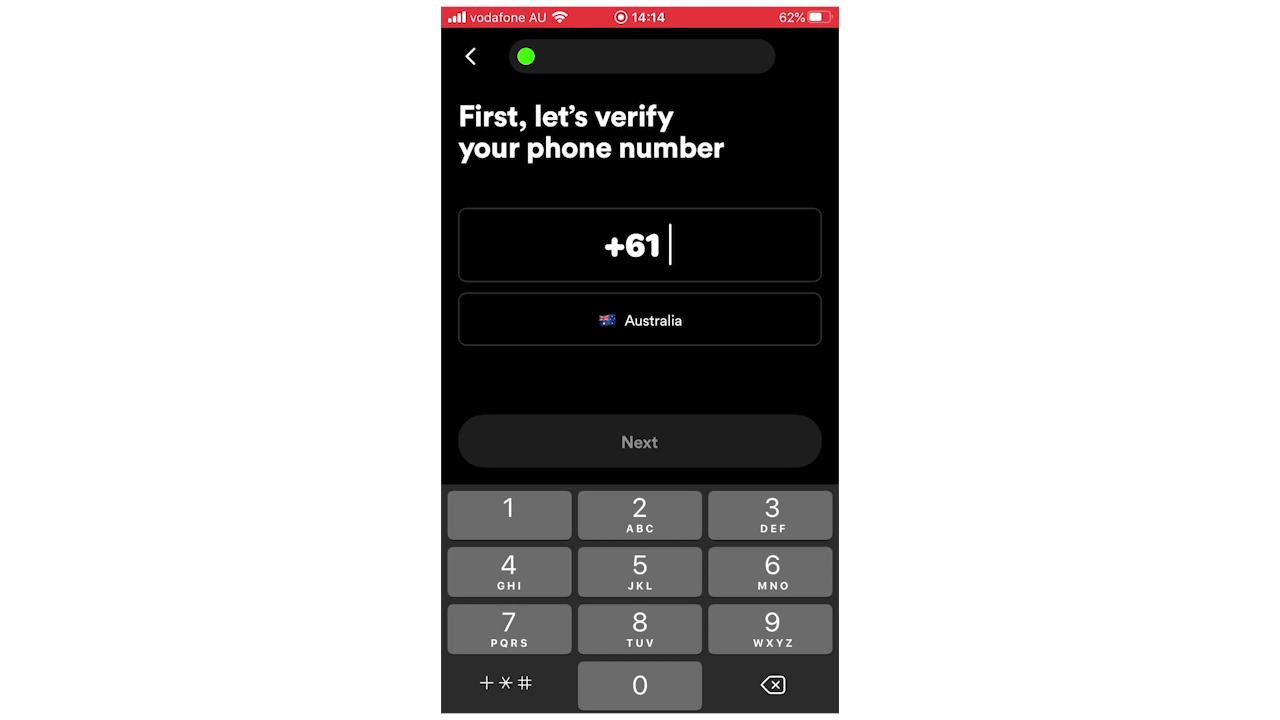 vodafone AU 14:14 62%
First, let’s verify
your phone number
+61
Australia
Next
1 2 3
ABC DEF
4 5 6
GHI JKL MNO
7 8 9
PQRS TUV WXYZ
+*# 0